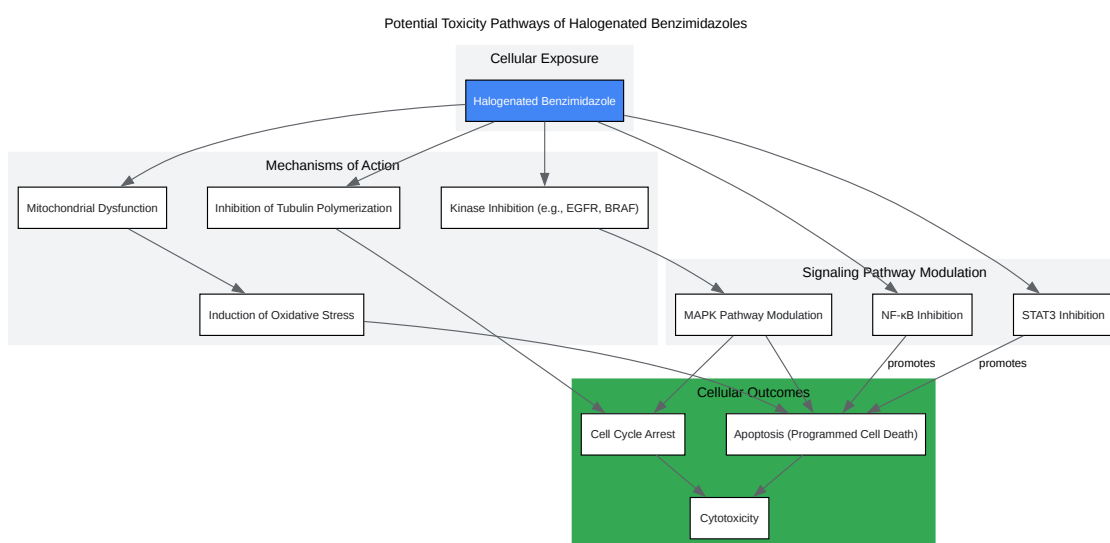 Potential Toxicity Pathways of Halogenated Benzimidazoles
Cellular Exposure
Halogenated Benzimidazole
Mechanisms of Action
Mitochondrial Dysfunction
Inhibition of Tubulin Polymerization
Kinase Inhibition (e.g., EGFR, BRAF)
Signaling Pathway Modulation
Induction of Oxidative Stress
MAPK Pathway Modulation
NF-κB Inhibition
STAT3 Inhibition
promotes
promotes
Cellular Outcomes
Cell Cycle Arrest
Apoptosis (Programmed Cell Death)
Cytotoxicity